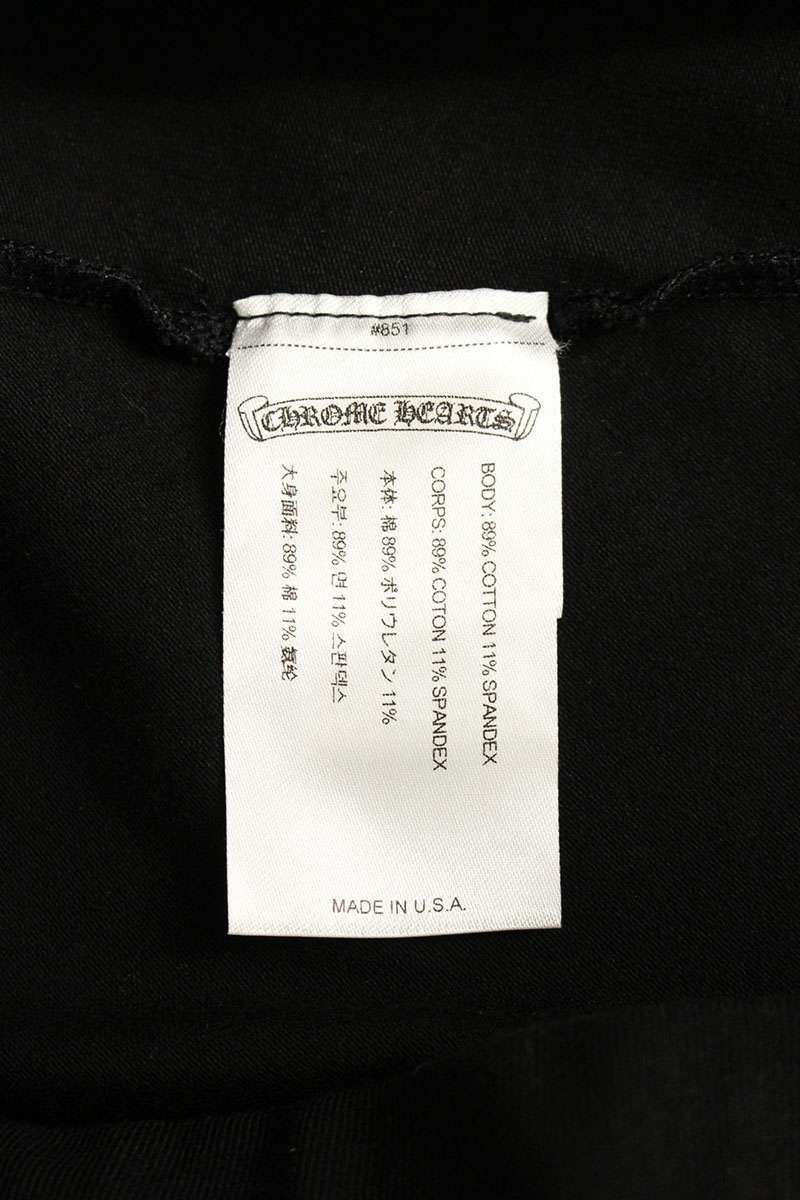 #851
CHROME HEARTS
BODY: 89% COTTON 11% SPANDEX
CORPS: 89% COTON 11% SPANDEX
本体: 棉 89% ポリウレタン 11%
주요부: 89% 면 11% 스판덱스
大身面料: 89% 棉 11% 氨纶
MADE IN U.S.A.